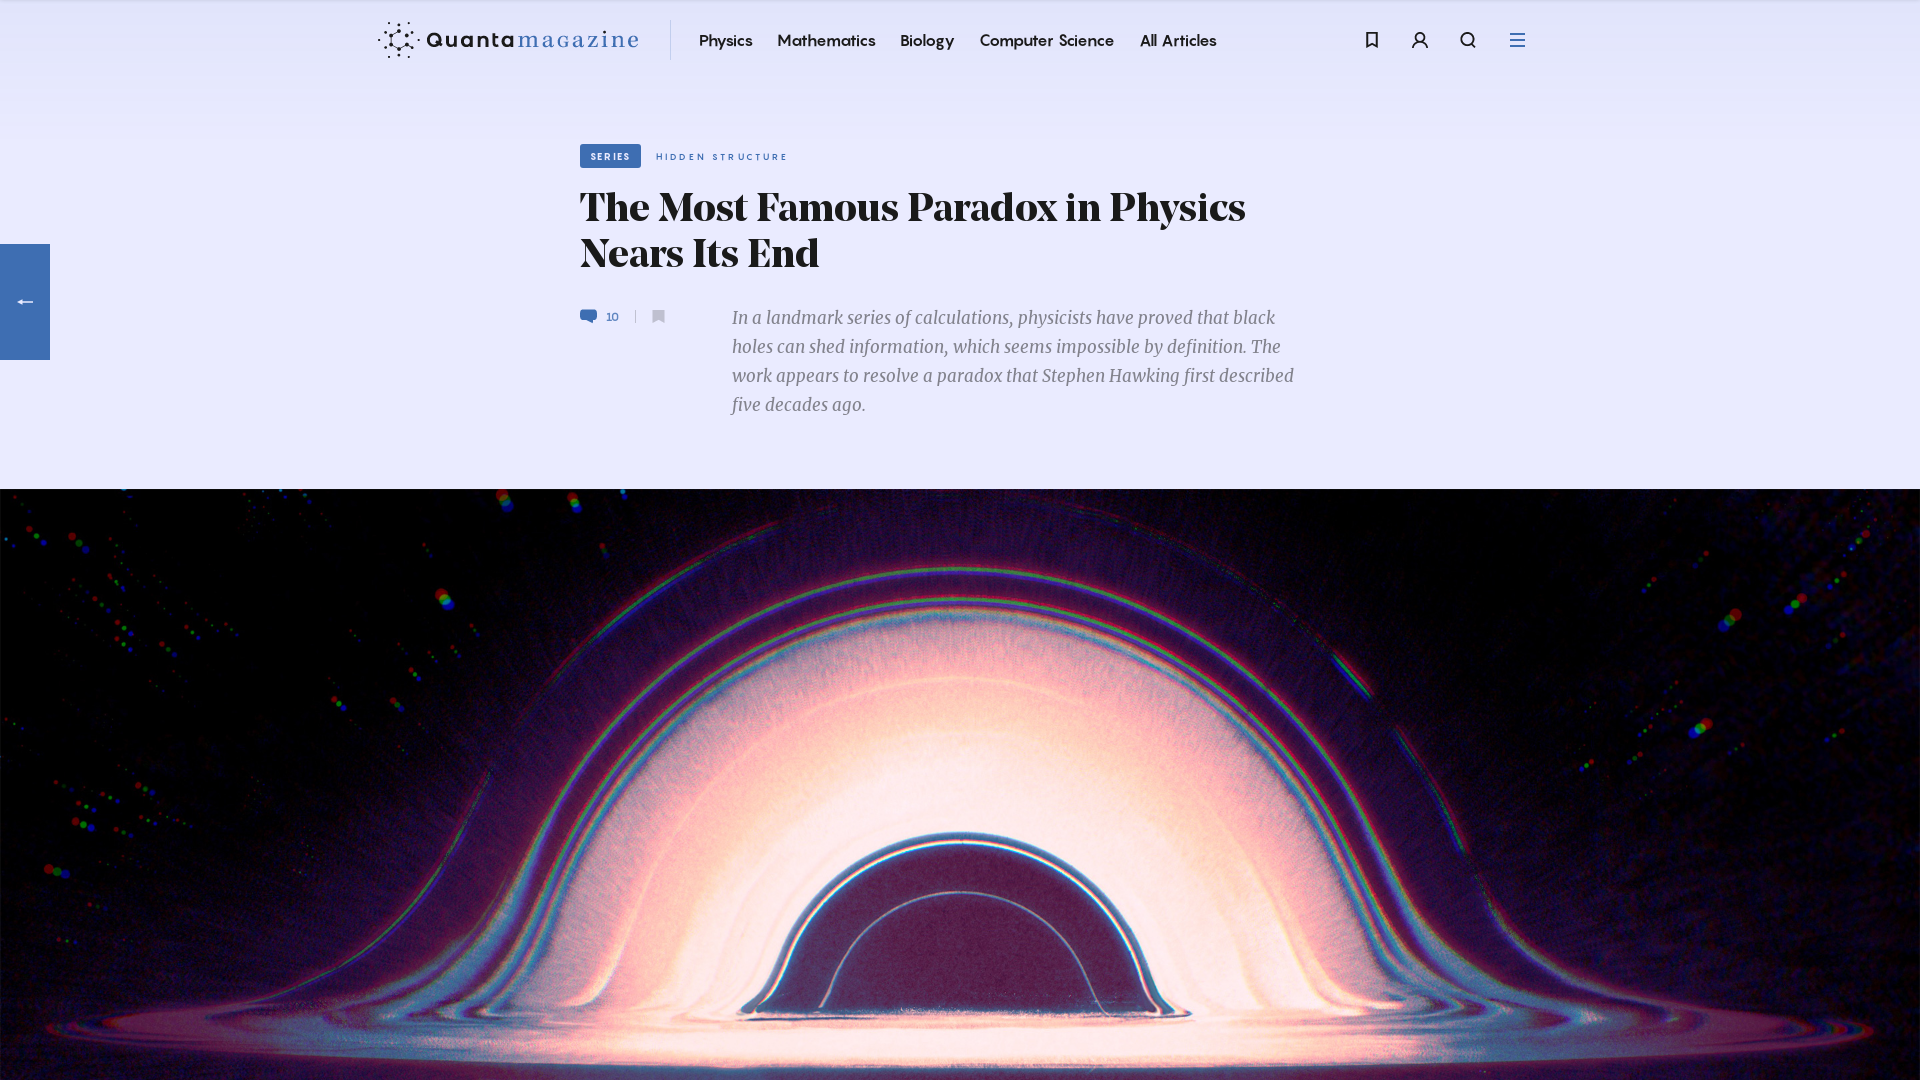 Quantamagazine
Physics
Mathematics
Biology
Computer Science
All Articles
SERIES
HIDDEN STRUCTURE
The Most Famous Paradox in Physics
Nears Its End
10
In a landmark series of calculations, physicists have proved that black
holes can shed information, which seems impossible by definition. The
work appears to resolve a paradox that Stephen Hawking first described
five decades ago.